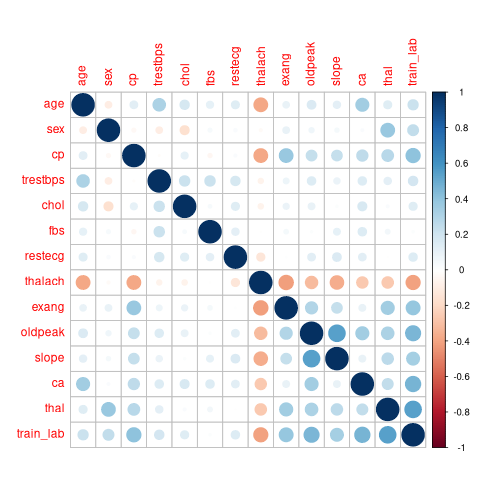 age sex cp trestbps chol fbs restecg thalach exang oldpeak slope ca thal train_lab
age
sex
cp
trestbps
chol
fbs
restecg
thalach
exang
oldpeak
slope
ca
thal
train_lab
1
0.8
0.6
0.4
0.2
0
-0.2
-0.4
-0.6
-0.8
-1